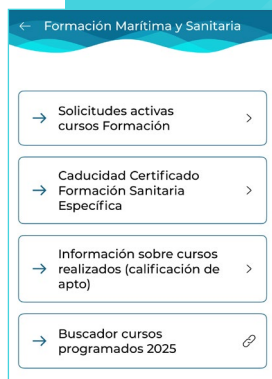 Formación Marítima y Sanitaria
Solicitudes activas
cursos Formación
Caducidad Certificado
Formación Sanitaria
Específica
Información sobre cursos
realizados (calificación de
apto)
Buscador cursos
programados 2025